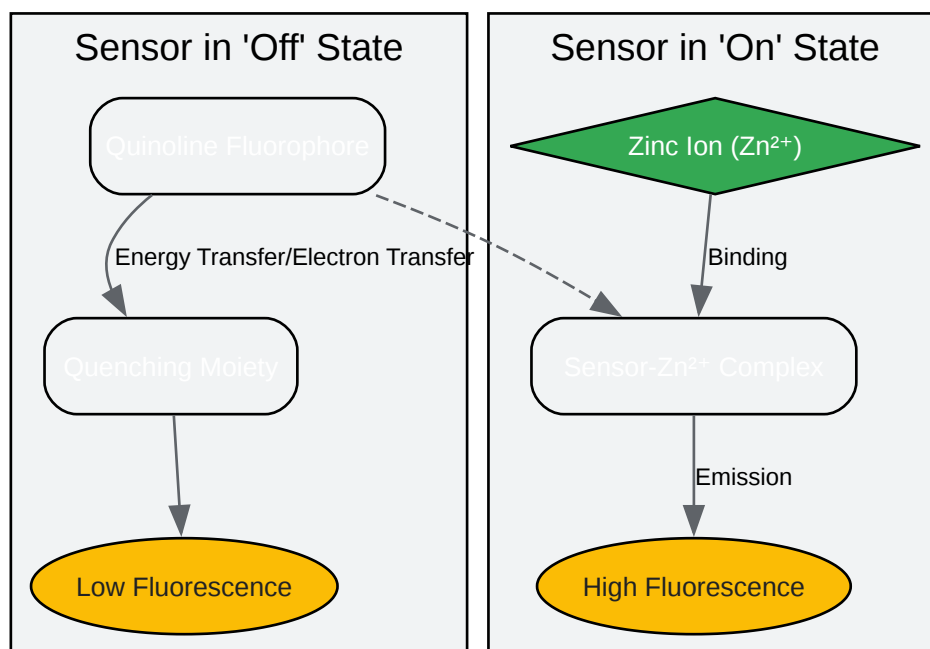 Sensor in 'Off' State
Quinoline Fluorophore
Energy Transfer/Electron Transfer
Quenching Moiety
Low Fluorescence
Sensor in 'On' State
Zinc Ion (Zn²⁺)
Binding
Sensor-Zn²⁺ Complex
Emission
High Fluorescence